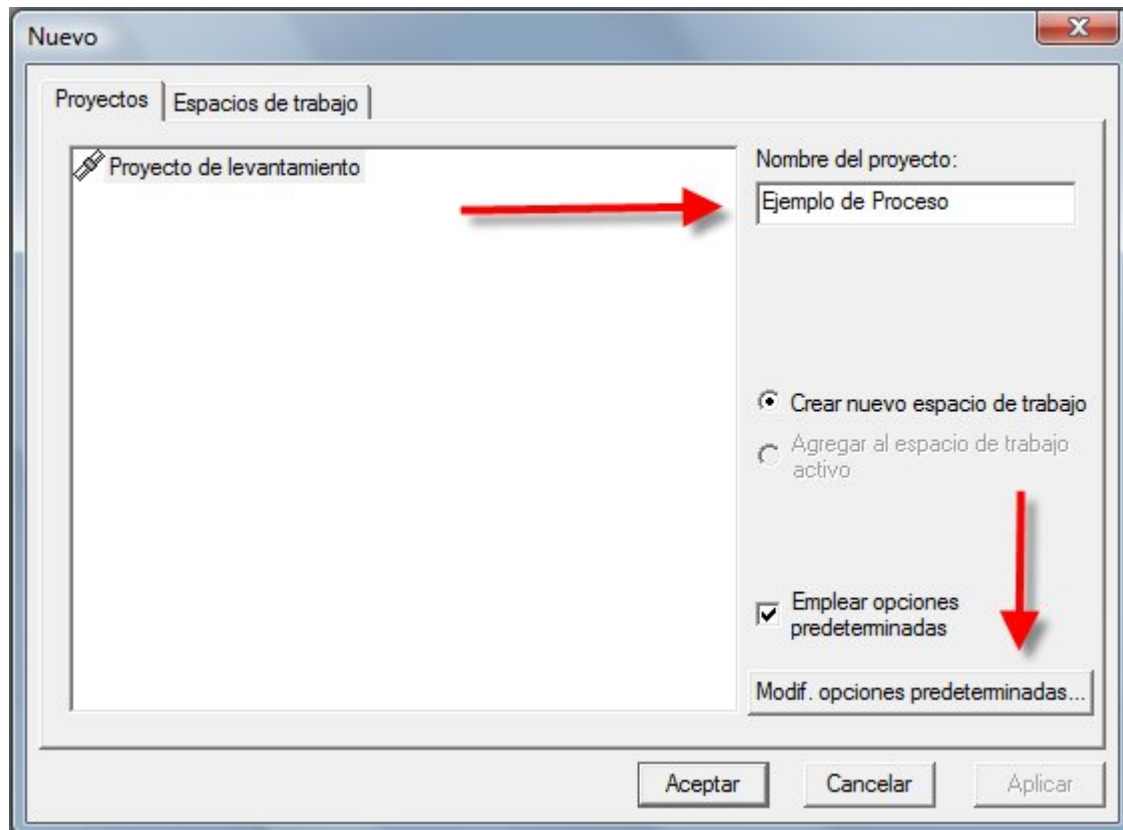 Nuevo
Proyectos
Espacios de trabajo
Proyecto de levantamiento
Nombre del proyecto:
Ejemplo de Proceso
Crear nuevo espacio de trabajo
Agregar al espacio de trabajo
activo
Emplear opciones
predeterminadas
Modif. opciones predeterminadas...
Aceptar
Cancelar
Aplicar